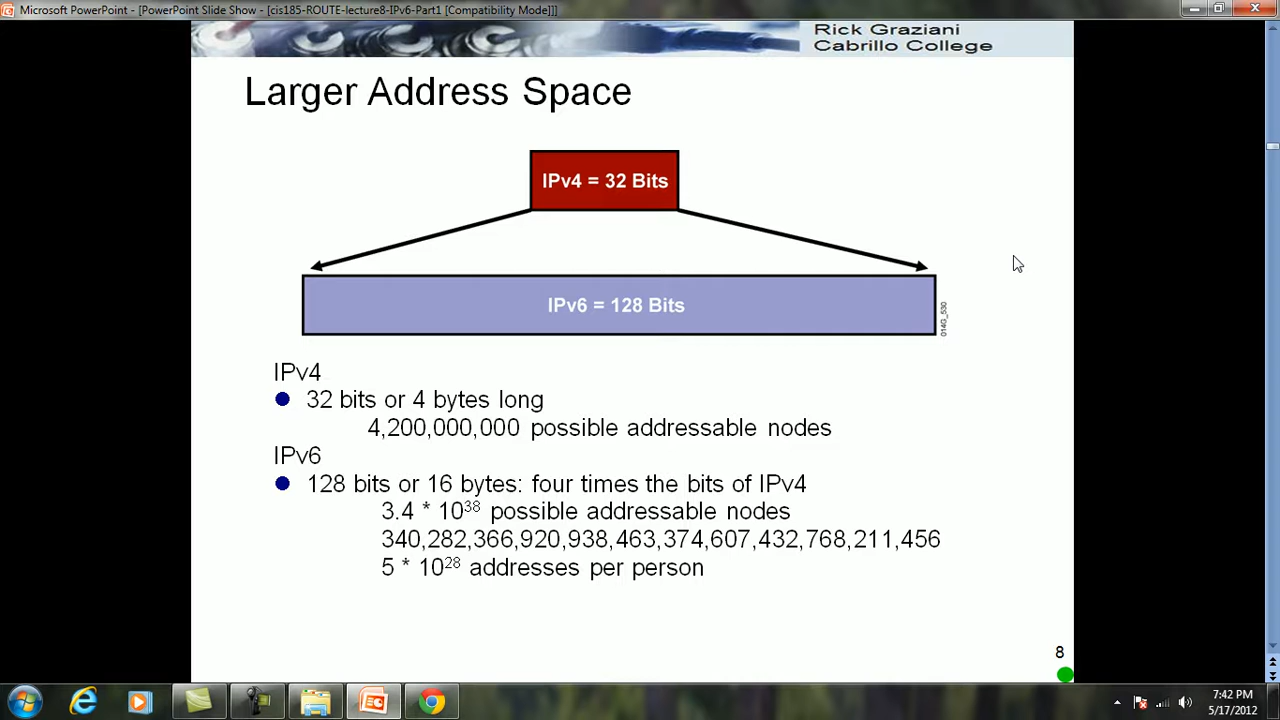 Microsoft PowerPoint - [PowerPoint Slide Show - [cis185-ROUTE-lecture8-IPv6-Part1 [Compatibility Mode]]]
Rick Graziani
Cabrillo College
Larger Address Space
IPv4 = 32 Bits
IPv6 = 128 Bits
014G_530
IPv4
32 bits or 4 bytes long
4,200,000,000 possible addressable nodes
IPv6
128 bits or 16 bytes: four times the bits of IPv4
3.4 * 10³⁸ possible addressable nodes
340,282,366,920,938,463,374,607,432,768,211,456
5 * 10²⁸ addresses per person
8
7:42 PM
5/17/2012